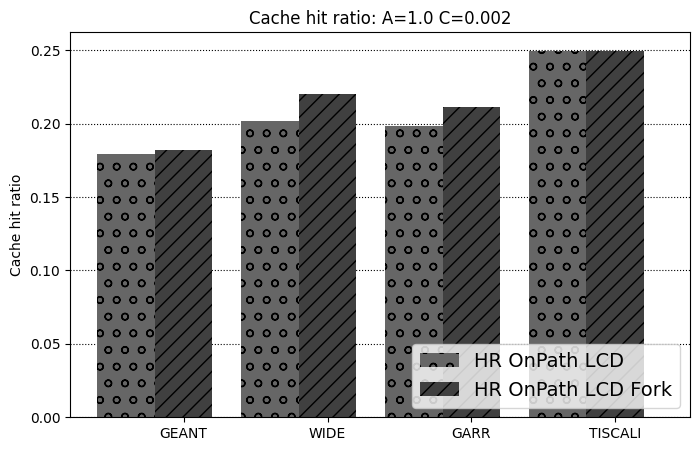 Cache hit ratio: A=1.0 C=0.002
Cache hit ratio
0.25
0.20
0.15
0.10
0.05
0.00
HR OnPath LCD
HR OnPath LCD Fork
GEANT WIDE GARR TISCALI